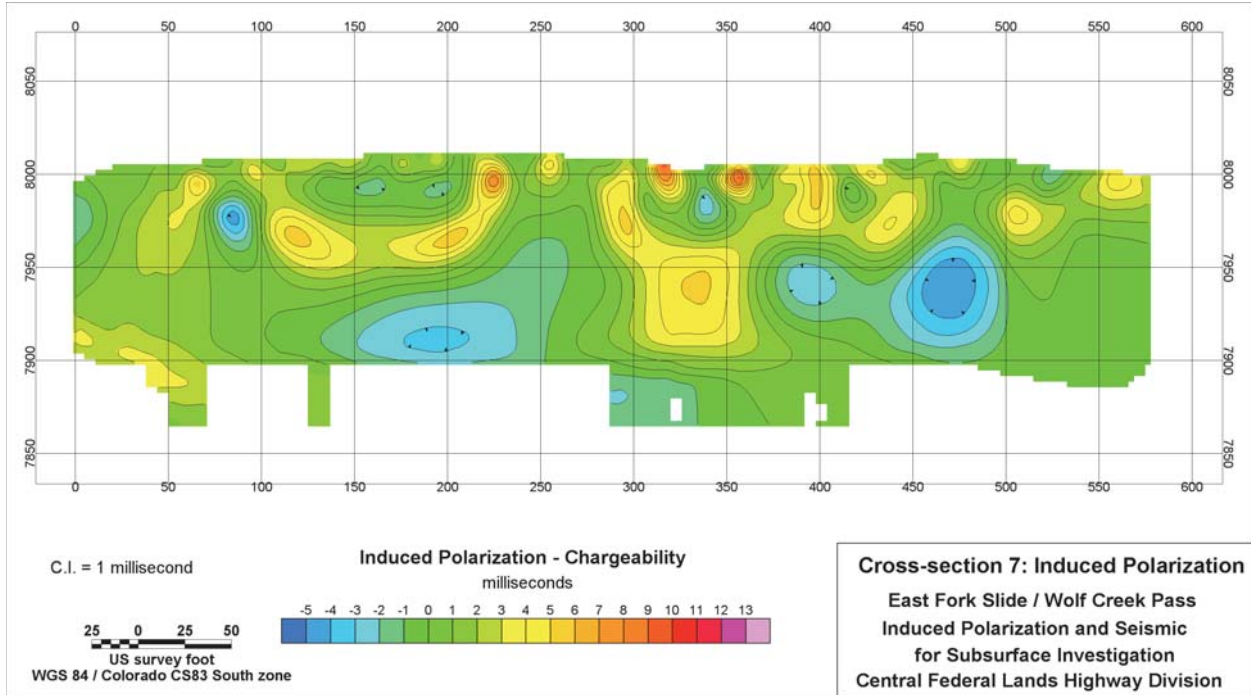 0 50 100 150 200 250 300 350 400 450 500 550 600
8050 8050
8000 8000
7950 7950
7900 7900
7850 7850
0 50 100 150 200 250 300 350 400 450 500 550 600
C.I. = 1 millisecond
25 0 25 50
US survey foot
WGS 84 / Colorado CS83 South zone
Induced Polarization - Chargeability
milliseconds
-5 -4 -3 -2 -1 0 1 2 3 4 5 6 7 8 9 10 11 12 13
Cross-section 7: Induced Polarization
East Fork Slide / Wolf Creek Pass
Induced Polarization and Seismic
for Subsurface Investigation
Central Federal Lands Highway Division